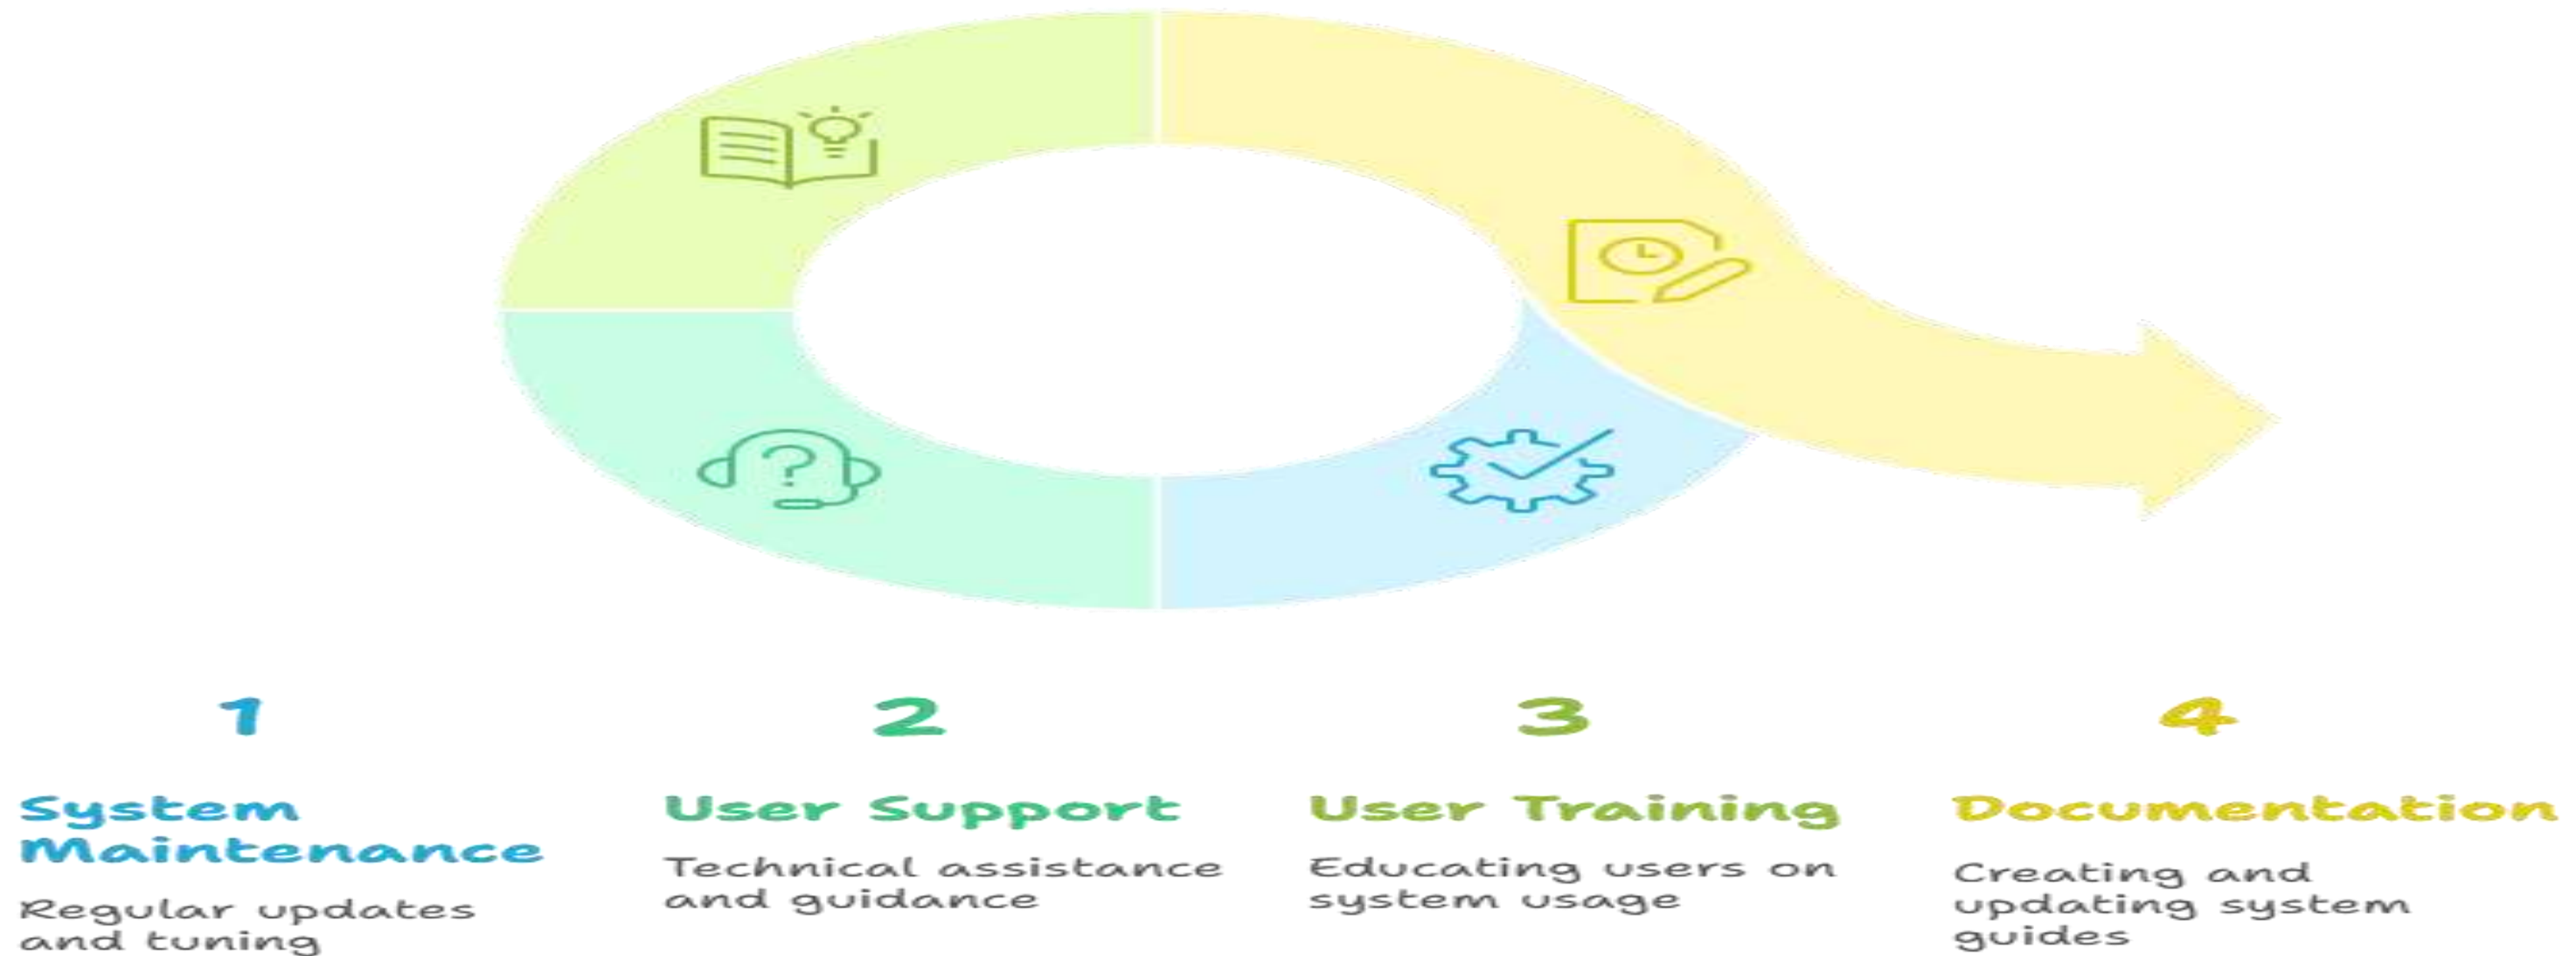 1
System
Maintenance
Regular updates
and tuning
2
User Support
Technical assistance
and guidance
3
User Training
Educating users on
system usage
4
Documentation
Creating and
updating system
guides